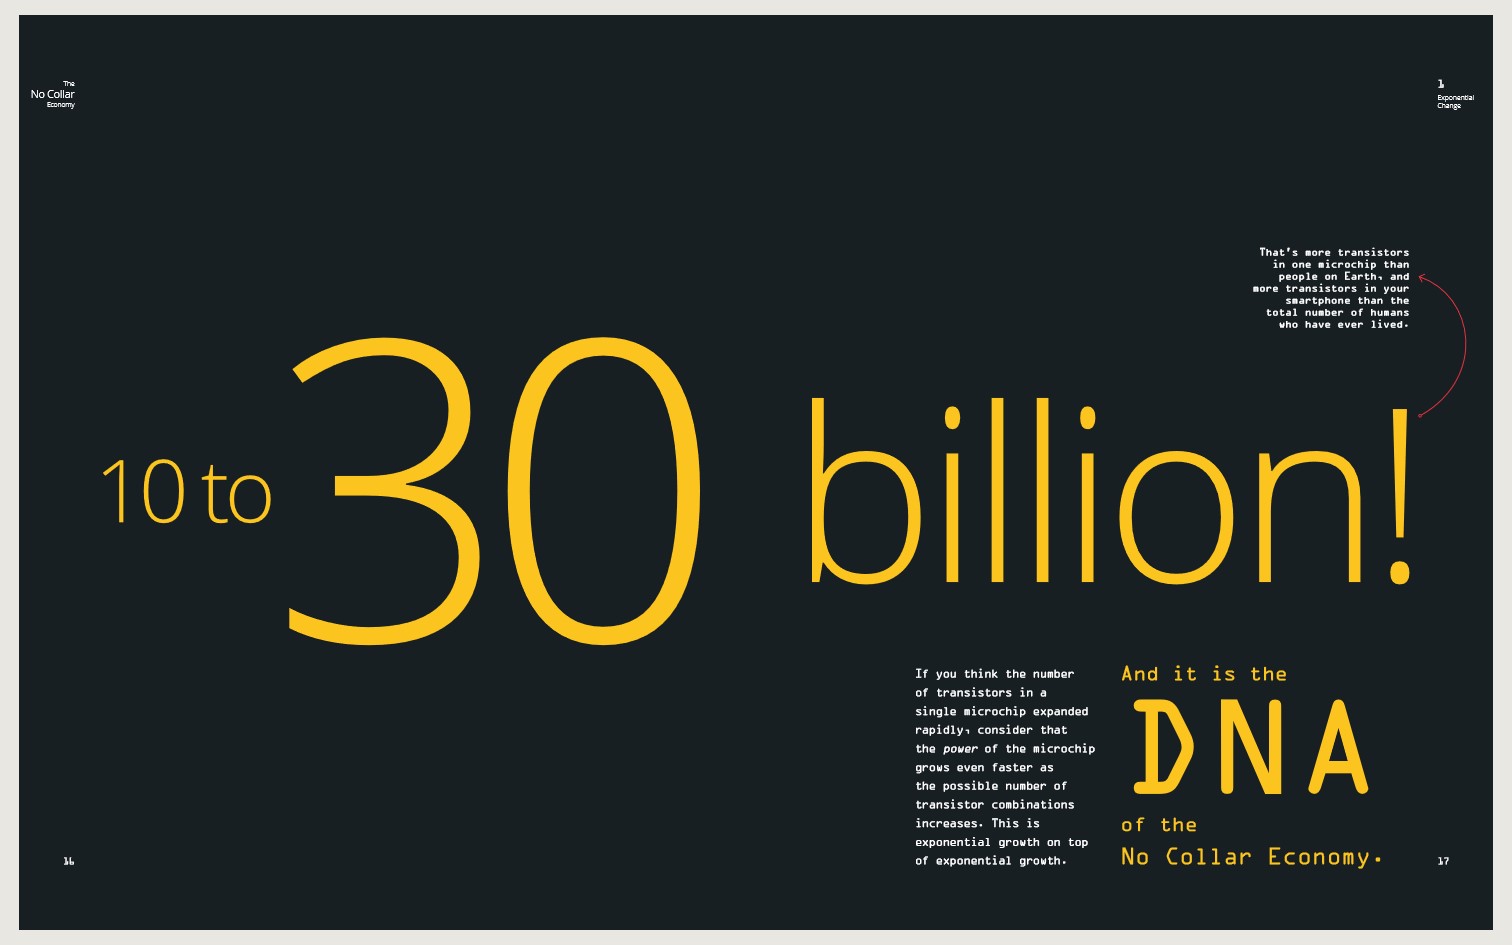 The
No Collar
Economy
1
Exponential
Change
That's more transistors
in one microchip than
people on Earth, and
more transistors in your
smartphone than the
total number of humans
who have ever lived.
10 to 30 billion!
If you think the number
of transistors in a
single microchip expanded
rapidly, consider that
the power of the microchip
grows even faster as
the possible number of
transistor combinations
increases. This is
exponential growth on top
of exponential growth.
And it is the
DNA
of the
No Collar Economy.
16
17